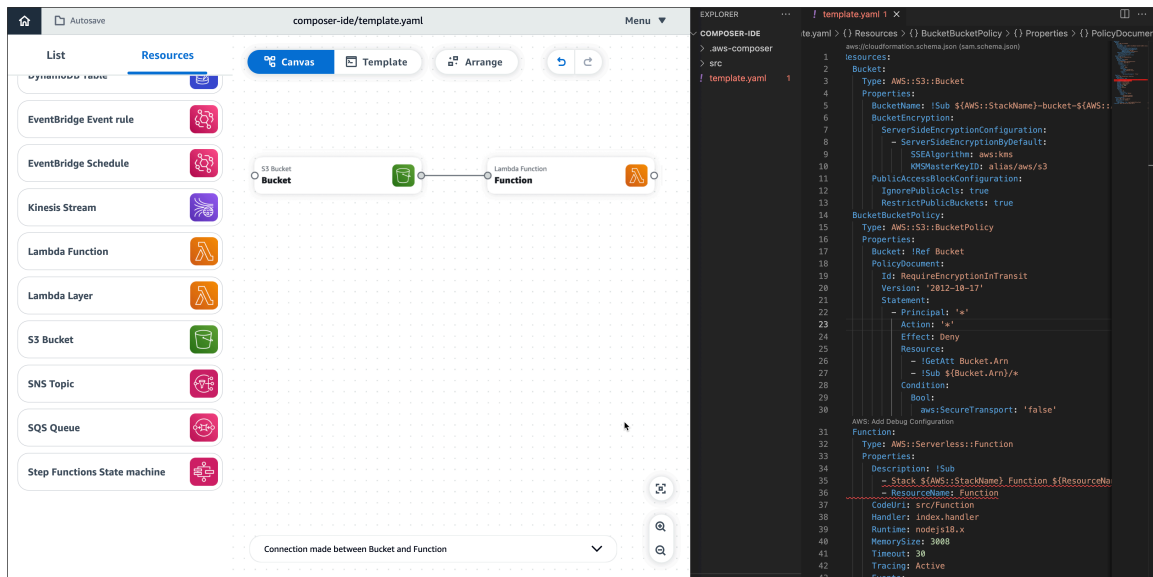 Autosave
composer-ide/template.yaml
Menu
List
Resources
DynamoDB Table
EventBridge Event rule
EventBridge Schedule
Kinesis Stream
Lambda Function
Lambda Layer
S3 Bucket
SNS Topic
SQS Queue
Step Functions State machine
Canvas
Template
Arrange
S3 Bucket
Bucket
Lambda Function
Function
Connection made between Bucket and Function
EXPLORER
COMPOSER-IDE
.aws-composer
src
! template.yaml 1
! template.yaml 1
te.yaml > {} Resources > {} BucketBucketPolicy > {} Properties > {} PolicyDocumen
aws://cloudformation.schema.json (sam.schema.json)
1 Resources:
2 Bucket:
3 Type: AWS::S3::Bucket
4 Properties:
5 BucketName: !Sub ${AWS::StackName}-bucket-${AWS::
6 BucketEncryption:
7 ServerSideEncryptionConfiguration:
8 - ServerSideEncryptionByDefault:
9 SSEAlgorithm: aws:kms
10 KMSMasterKeyID: alias/aws/s3
11 PublicAccessBlockConfiguration:
12 IgnorePublicAcls: true
13 RestrictPublicBuckets: true
14 BucketBucketPolicy:
15 Type: AWS::S3::BucketPolicy
16 Properties:
17 Bucket: !Ref Bucket
18 PolicyDocument:
19 Id: RequireEncryptionInTransit
20 Version: '2012-10-17'
21 Statement:
22 - Principal: '*'
23 Action: '*'
24 Effect: Deny
25 Resource:
26 - !GetAtt Bucket.Arn
27 - !Sub ${Bucket.Arn}/*
28 Condition:
29 Bool:
30 aws:SecureTransport: 'false'
AWS: Add Debug Configuration
31 Function:
32 Type: AWS::Serverless::Function
33 Properties:
34 Description: !Sub
35 - Stack ${AWS::StackName} Function ${ResourceNa
36 - ResourceName: Function
37 CodeUri: src/Function
38 Handler: index.handler
39 Runtime: nodejs18.x
40 MemorySize: 3008
41 Timeout: 30
42 Tracing: Active